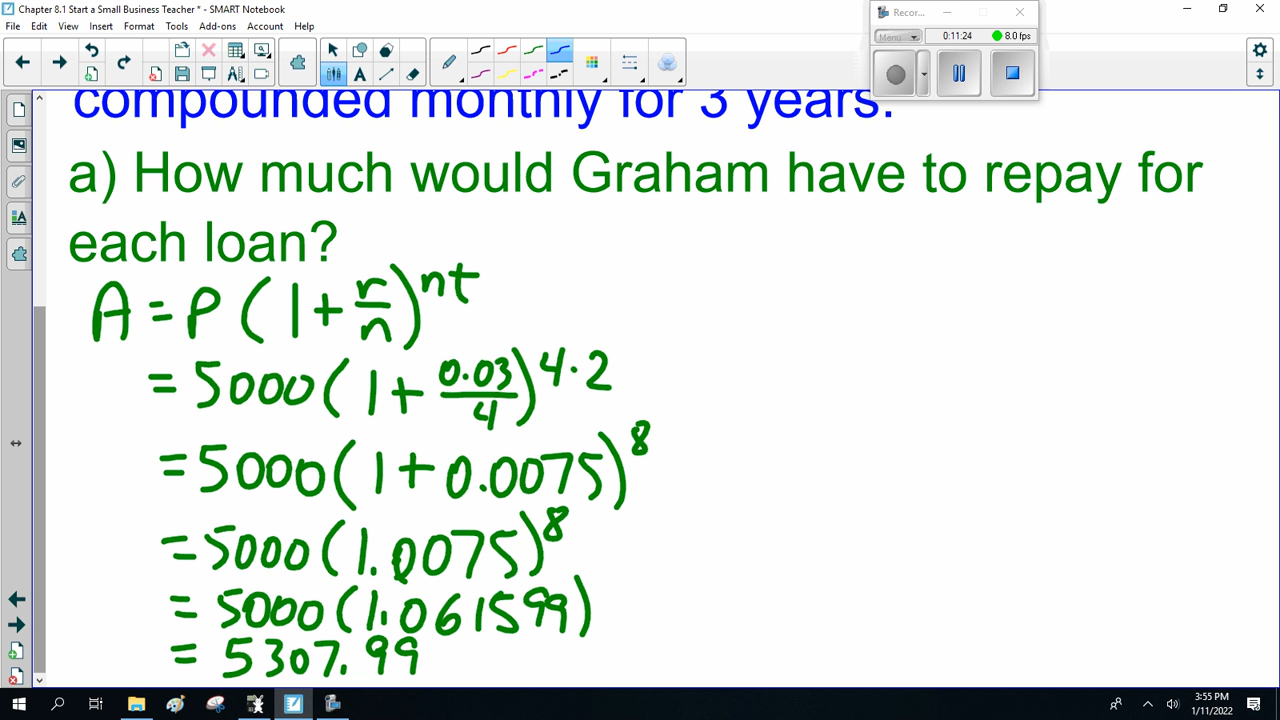 Chapter 8.1 Start a Small Business Teacher * - SMART Notebook
File Edit View Insert Format Tools Add-ons Account Help
Recor...
Menu 0:11:24 8.0 fps
compounded monthly for 3 years.
a) How much would Graham have to repay for
each loan?
A = P(1+r/n)^nt
= 5000(1+0.03/4)^4·2
= 5000(1+0.0075)^8
= 5000(1.0075)^8
= 5000(1.061599)
= 5307.99
3:55 PM
1/11/2022